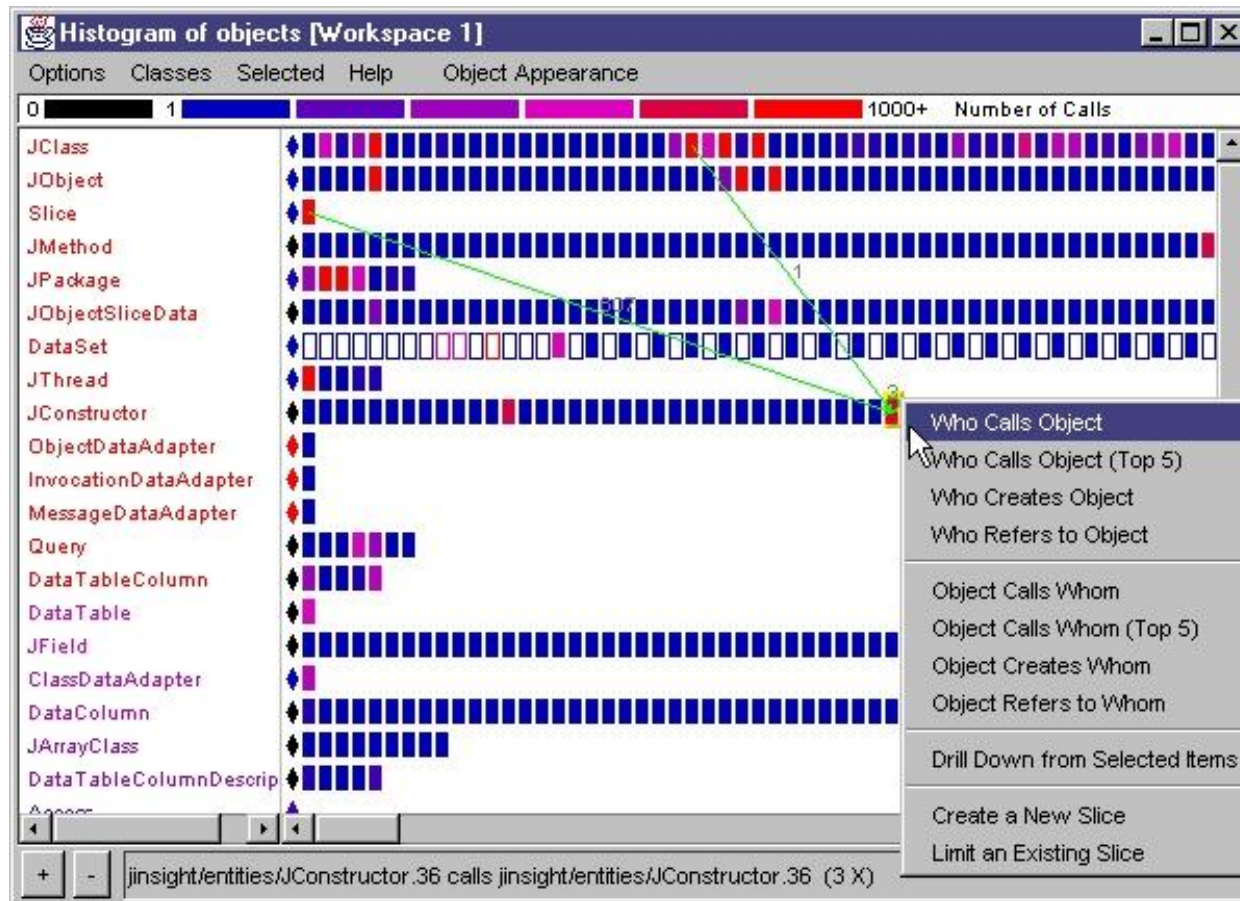 Histogram of objects [Workspace 1]
Options Classes Selected Help Object Appearance
0 1 1000+ Number of Calls
JClass
JObject
Slice
JMethod
JPackage
JObjectSliceData
DataSet
JThread
JConstructor
ObjectDataAdapter
InvocationDataAdapter
MessageDataAdapter
Query
DataTableColumn
DataTable
JField
ClassDataAdapter
DataColumn
JArrayClass
DataTableColumnDescrip
1
Who Calls Object
Who Calls Object (Top 5)
Who Creates Object
Who Refers to Object
Object Calls Whom
Object Calls Whom (Top 5)
Object Creates Whom
Object Refers to Whom
Drill Down from Selected Items
Create a New Slice
Limit an Existing Slice
+ - jinsight/entities/JConstructor.36 calls jinsight/entities/JConstructor.36 (3 X)